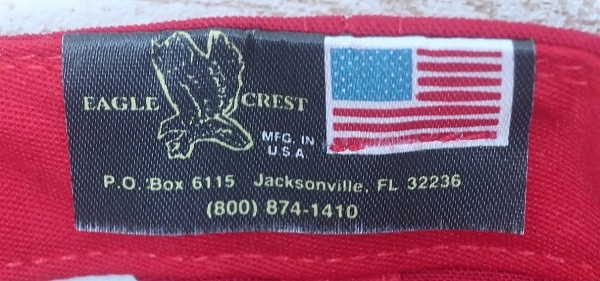 EAGLE CREST
MFG. IN
U.S.A.
P.O. Box 6115 Jacksonville, FL 32236
(800) 874-1410